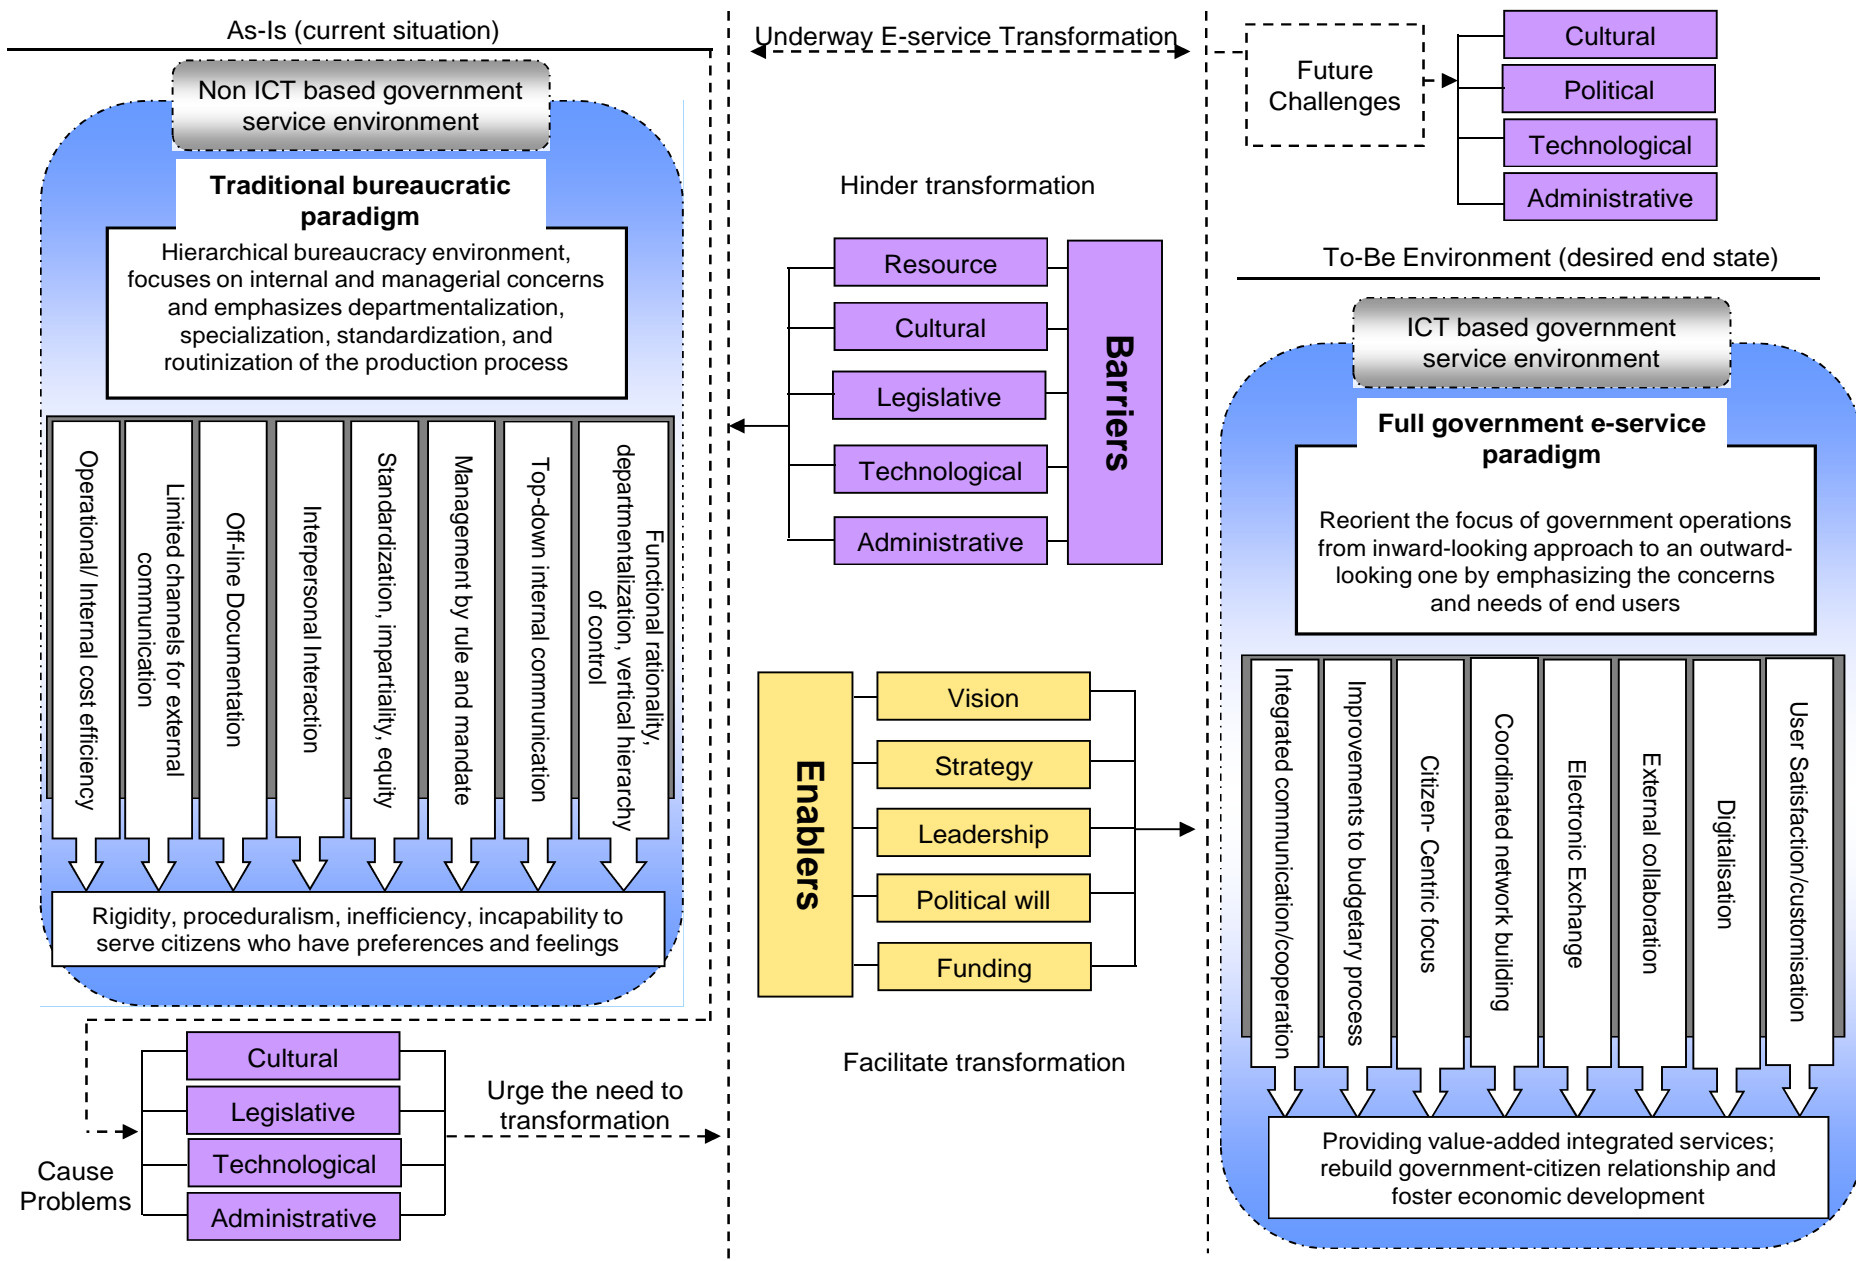 As-Is (current situation)
Non ICT based government
service environment
Traditional bureaucratic
paradigm
Hierarchical bureaucracy environment,
focuses on internal and managerial concerns
and emphasizes departmentalization,
specialization, standardization, and
routinization of the production process
Operational/ Internal cost efficiency
Limited channels for external
communication
Off-line Documentation
Interpersonal Interaction
Standardization, impartiality, equity
Management by rule and mandate
Top-down internal communication
Functional rationality,
departmentalization, vertical hierarchy
of control
Rigidity, proceduralism, inefficiency, incapability to
serve citizens who have preferences and feelings
Cause
Problems
Cultural
Legislative
Technological
Administrative
Urge the need to
transformation
Underway E-service Transformation
Hinder transformation
Resource
Cultural
Legislative
Technological
Administrative
Barriers
Enablers
Vision
Strategy
Leadership
Political will
Funding
Facilitate transformation
Future
Challenges
Cultural
Political
Technological
Administrative
To-Be Environment (desired end state)
ICT based government
service environment
Full government e-service
paradigm
Reorient the focus of government operations
from inward-looking approach to an outward-
looking one by emphasizing the concerns
and needs of end users
Integrated communication/cooperation
Improvements to budgetary process
Citizen- Centric focus
Coordinated network building
Electronic Exchange
External collaboration
Digitalisation
User Satisfaction/customisation
Providing value-added integrated services;
rebuild government-citizen relationship and
foster economic development